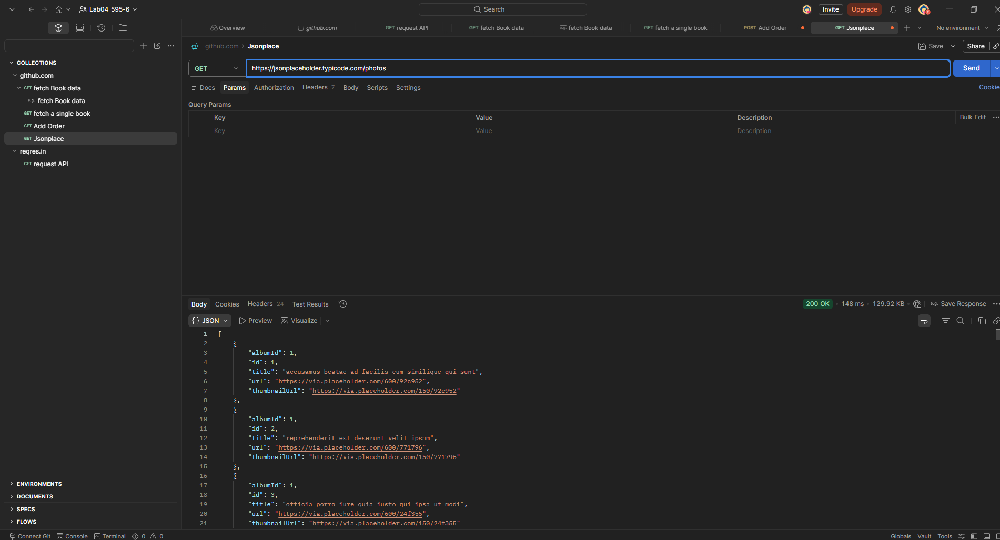 Lab04_595-6
Search
Invite
Upgrade
Overview
github.com
GET request API
GET fetch Book data
e.g. fetch Book data
GET fetch a single book
POST Add Order
GET Jsonplace
No environment
HTTP github.com > Jsonplace
Save
Share
COLLECTIONS
github.com
GET fetch Book data
e.g. fetch Book data
GET fetch a single book
GET Add Order
GET Jsonplace
reqres.in
GET request API
GET
https://jsonplaceholder.typicode.com/photos
Send
Docs
Params
Authorization
Headers 7
Body
Scripts
Settings
Cookie
Query Params
Key Value Description Bulk Edit
Key Value Description
Body
Cookies
Headers 24
Test Results
200 OK • 148 ms • 129.92 KB
e.g. Save Response
{} JSON
Preview
Visualize
1 [
2 {
3 "albumId": 1,
4 "id": 1,
5 "title": "accusamus beatae ad facilis cum similique qui sunt",
6 "url": "https://via.placeholder.com/600/92c952",
7 "thumbnailUrl": "https://via.placeholder.com/150/92c952"
8 },
9 {
10 "albumId": 1,
11 "id": 2,
12 "title": "reprehenderit est deserunt velit ipsam",
13 "url": "https://via.placeholder.com/600/771796",
14 "thumbnailUrl": "https://via.placeholder.com/150/771796"
15 },
16 {
17 "albumId": 1,
18 "id": 3,
19 "title": "officia porro iure quia iusto qui ipsa ut modi",
20 "url": "https://via.placeholder.com/600/24f355",
21 "thumbnailUrl": "https://via.placeholder.com/150/24f355"
ENVIRONMENTS
DOCUMENTS
SPECS
FLOWS
Connect Git
Console
Terminal
0
0
Globals
Vault
Tools